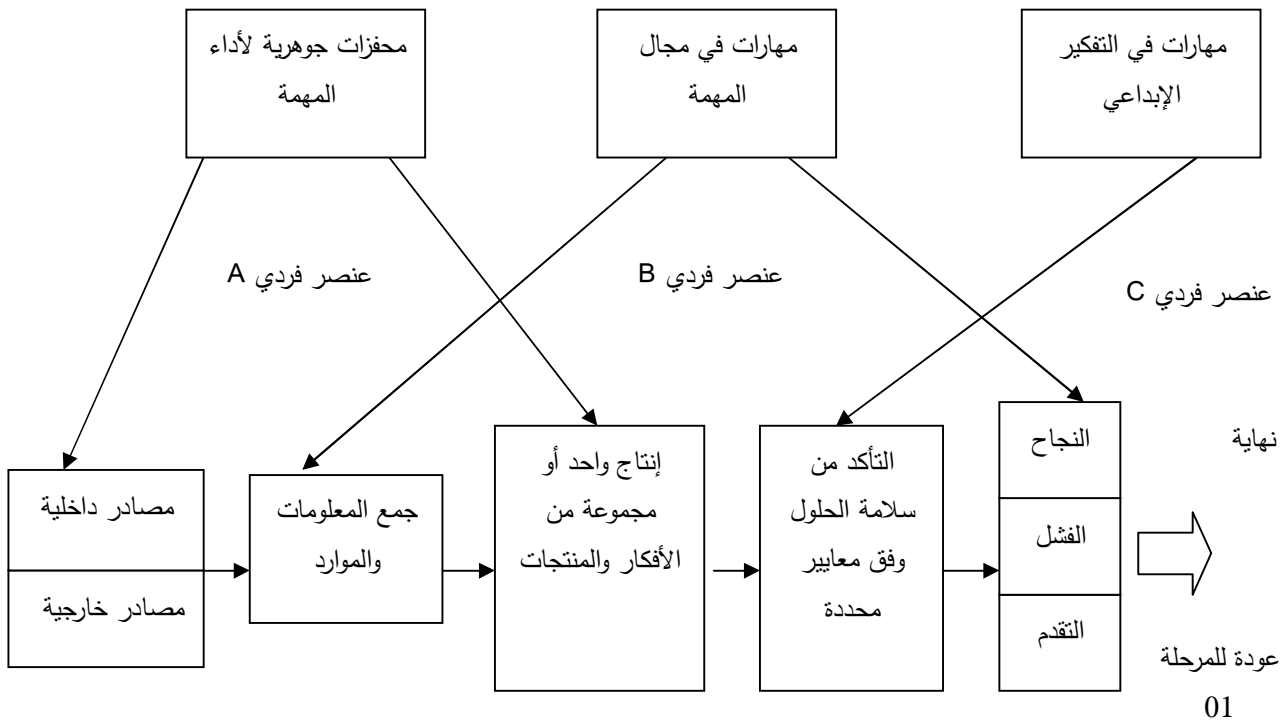 محفزات جوهرية لأداء
المهمة
مهارات في مجال
المهمة
مهارات في التفكير
الإبداعي
عنصر فردي A
عنصر فردي B
عنصر فردي C
مصادر داخلية
مصادر خارجية
جمع المعلومات
والموارد
إنتاج واحد أو
مجموعة من
الأفكار والمنتجات
التأكد من
سلامة الحلول
وفق معايير
محددة
النجاح
الفشل
التقدم
نهاية
عودة للمرحلة
01